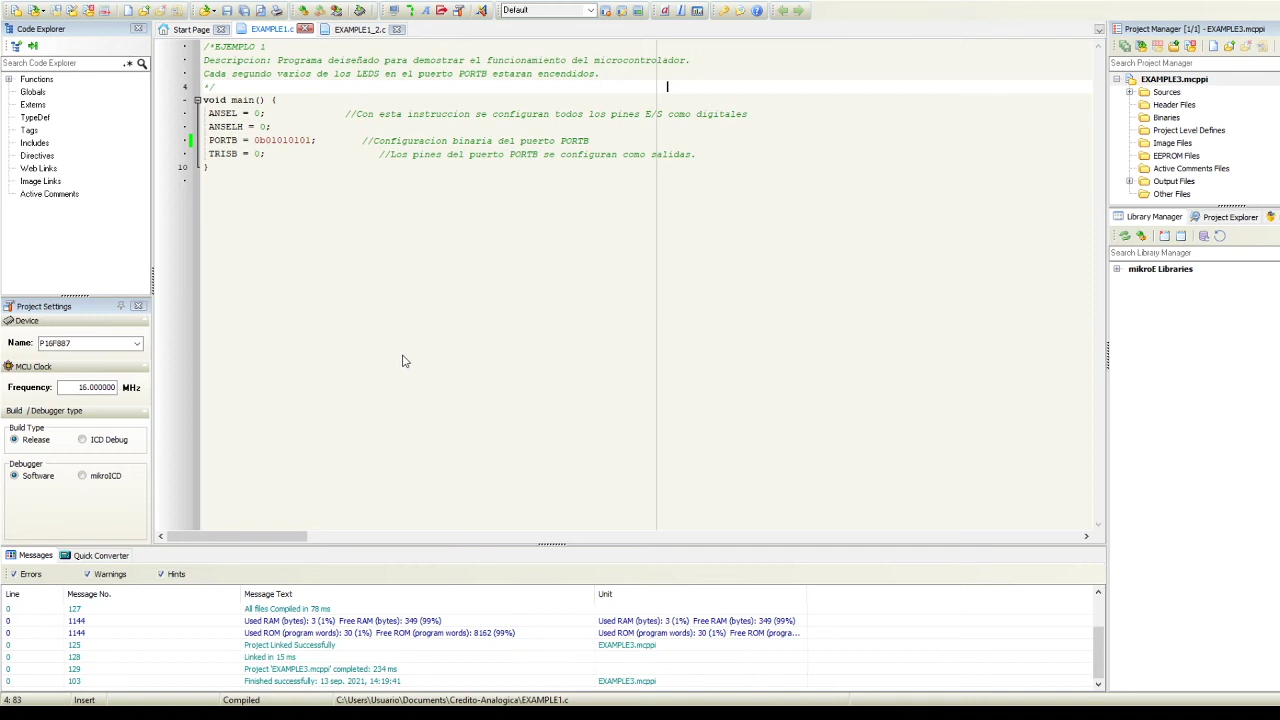 Default
Code Explorer
Start Page
EXAMPLE1.c
EXAMPLE1_2.c
Project Manager [1/1] - EXAMPLE3.mcppi
Search Code Explorer
Functions
Globals
Externs
TypeDef
Tags
Includes
Directives
Web Links
Image Links
Active Comments
/*EJEMPLO 1
Descripcion: Programa deiseñado para demostrar el funcionamiento del microcontrolador.
Cada segundo varios de los LEDS en el puerto PORTB estaran encendidos.
4 */
void main() {
ANSEL = 0; //Con esta instruccion se configuran todos los pines E/S como digitales
ANSELH = 0;
PORTB = 0b01010101; //Configuracion binaria del puerto PORTB
TRISB = 0; //Los pines del puerto PORTB se configuran como salidas.
10 }
Search Project Manager
EXAMPLE3.mcppi
Sources
Header Files
Binaries
Project Level Defines
Image Files
EEPROM Files
Active Comments Files
Output Files
Other Files
Library Manager
Project Explorer
Search Library Manager
mikroE Libraries
Project Settings
Device
Name: P16F887
MCU Clock
Frequency: 16.000000 MHz
Build / Debugger type
Build Type
Release ICD Debug
Debugger
Software mikroICD
Messages Quick Converter
Errors Warnings Hints
Line Message No. Message Text Unit
0 127 All files Compiled in 78 ms
0 1144 Used RAM (bytes): 3 (1%) Free RAM (bytes): 349 (99%) Used RAM (bytes): 3 (1%) Free RAM (bytes): 349 (99%)
0 1144 Used ROM (program words): 30 (1%) Free ROM (program words): 8162 (99%) Used ROM (program words): 30 (1%) Free ROM (progra...
0 125 Project Linked Successfully EXAMPLE3.mcppi
0 128 Linked in 15 ms
0 129 Project 'EXAMPLE3.mcppi' completed: 234 ms
0 103 Finished successfully: 13 sep. 2021, 14:19:41 EXAMPLE3.mcppi
4: 83 Insert Compiled C:\Users\Usuario\Documents\Credito-Analogica\EXAMPLE1.c